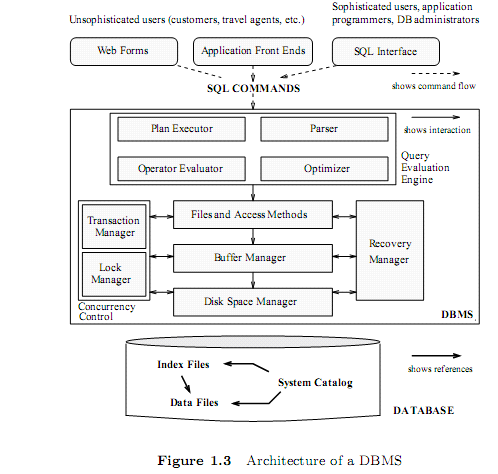 Unsophisticated users (customers, travel agents, etc.)
Sophisticated users, application
programmers, DB administrators
Web Forms
Application Front Ends
SQL Interface
SQL COMMANDS
shows command flow
Plan Executor
Parser
shows interaction
Operator Evaluator
Optimizer
Query
Evaluation
Engine
Transaction
Manager
Files and Access Methods
Recovery
Manager
Buffer Manager
Lock
Manager
Disk Space Manager
Concurrency
Control
DBMS
Index Files
shows references
System Catalog
Data Files
DATABASE
Figure 1.3 Architecture of a DBMS